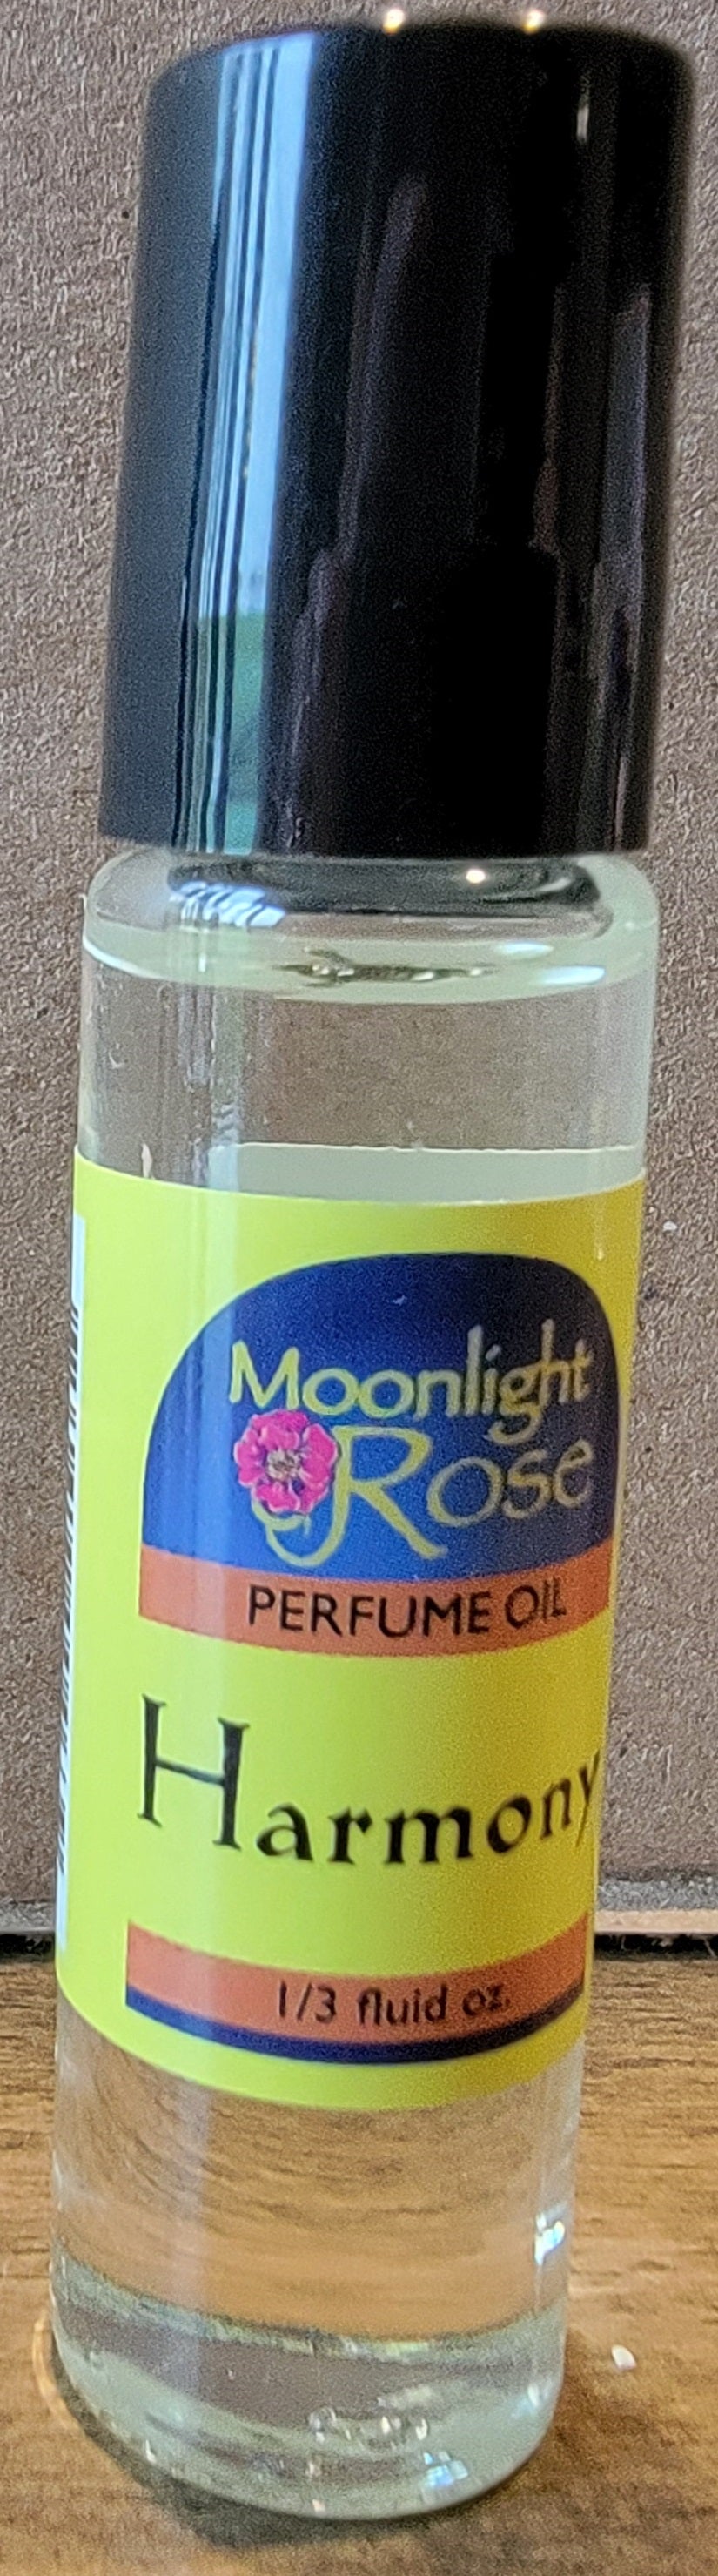 Moonlight
Rose
PERFUME OIL
Harmony
1/3 fluid oz.